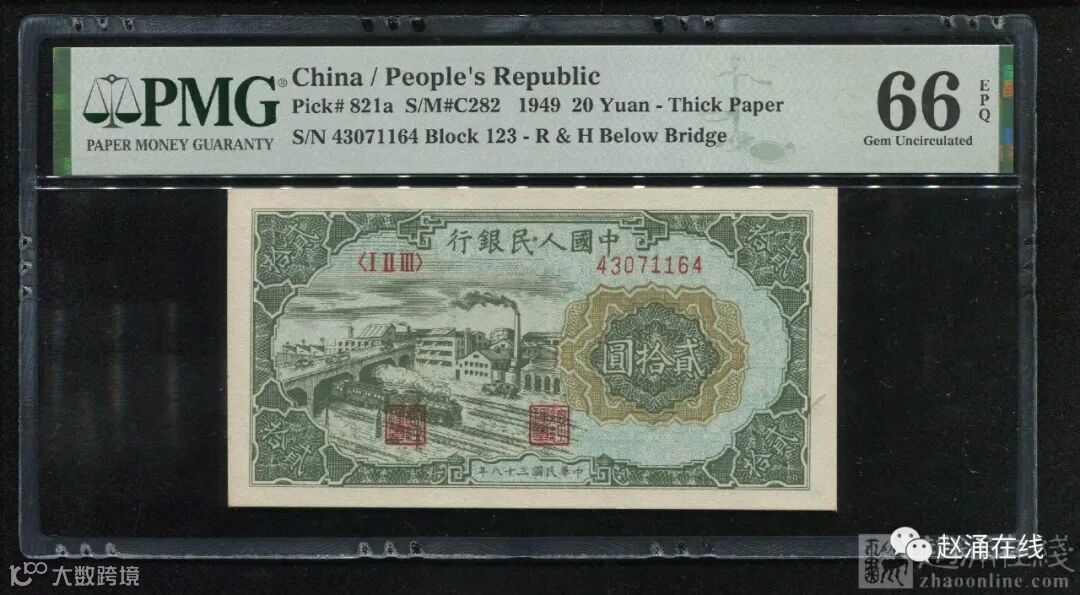 PMG®
PAPER MONEY GUARANTY
China / People's Republic
Pick# 821a S/M#C282 1949 20 Yuan - Thick Paper
S/N 43071164 Block 123 - R & H Below Bridge
66
EPQ
Gem Uncirculated
行銀民人國中
〈I II III〉
43071164
圓拾貳
年八十三國民華中
大数跨境
赵涌在线
zhaoonline.com